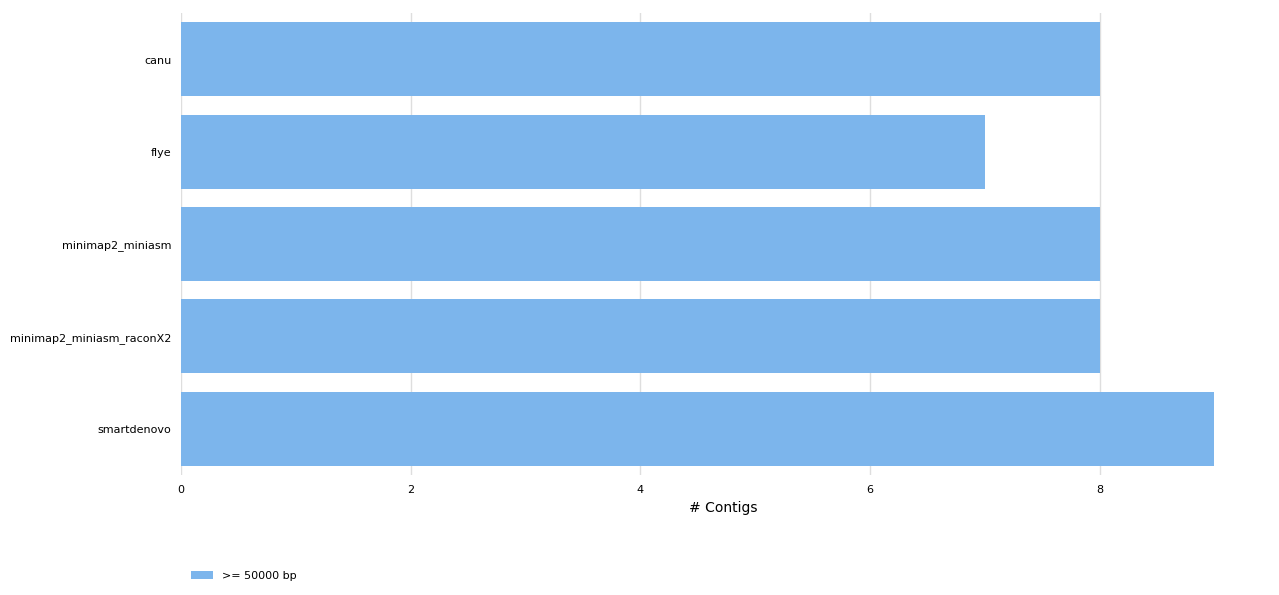 canu
flye
minimap2_miniasm
minimap2_miniasm_raconX2
smartdenovo
0 2 4 6 8
# Contigs
>= 50000 bp